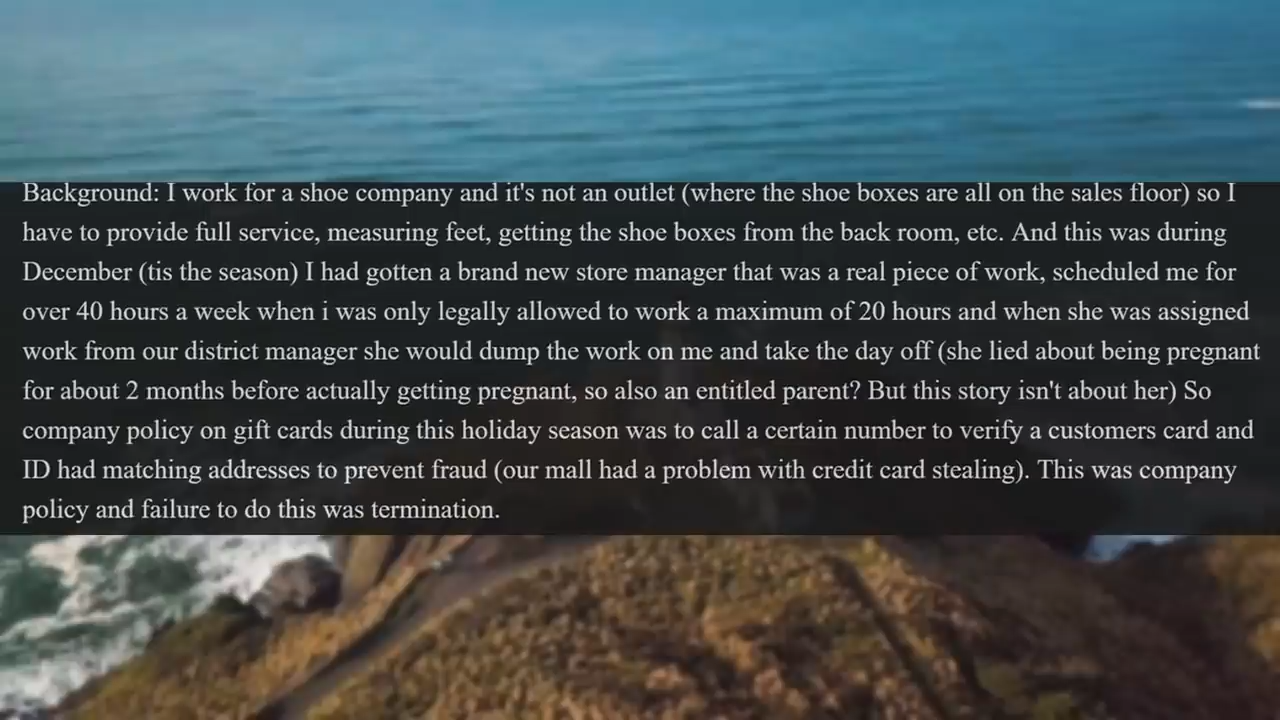 Background: I work for a shoe company and it's not an outlet (where the shoe boxes are all on the sales floor) so I
have to provide full service, measuring feet, getting the shoe boxes from the back room, etc. And this was during
December (tis the season) I had gotten a brand new store manager that was a real piece of work, scheduled me for
over 40 hours a week when i was only legally allowed to work a maximum of 20 hours and when she was assigned
work from our district manager she would dump the work on me and take the day off (she lied about being pregnant
for about 2 months before actually getting pregnant, so also an entitled parent? But this story isn't about her) So
company policy on gift cards during this holiday season was to call a certain number to verify a customers card and
ID had matching addresses to prevent fraud (our mall had a problem with credit card stealing). This was company
policy and failure to do this was termination.